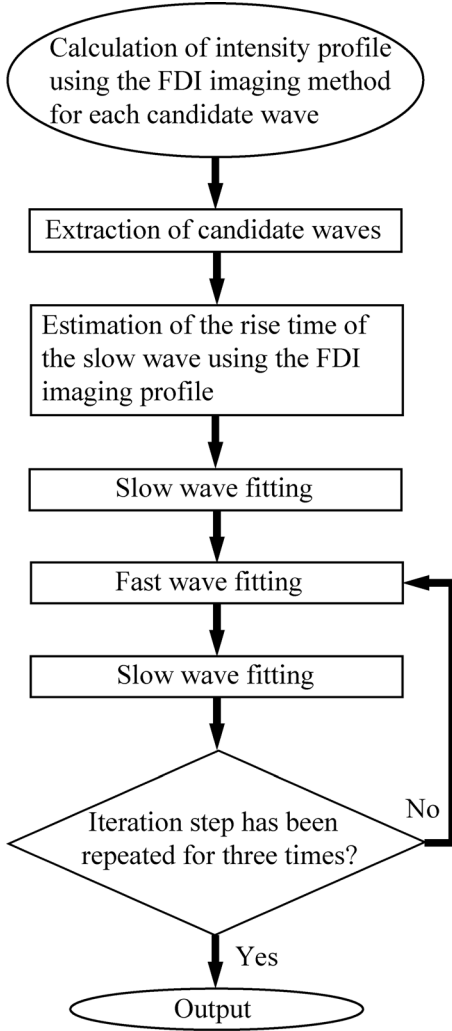 Calculation of intensity profile
using the FDI imaging method
for each candidate wave
Extraction of candidate waves
Estimation of the rise time of
the slow wave using the FDI
imaging profile
Slow wave fitting
Fast wave fitting
Slow wave fitting
Iteration step has been
repeated for three times?
No
Yes
Output